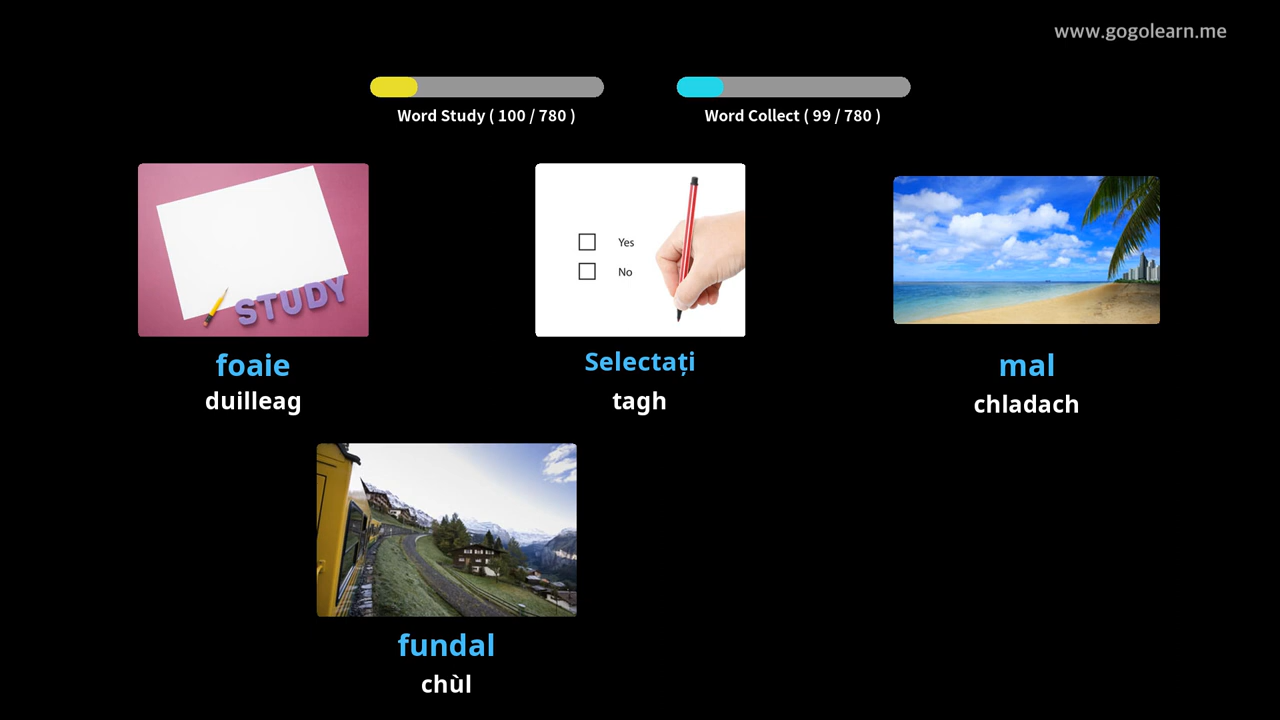 www.gogolearn.me
Word Study ( 100 / 780 )
Word Collect ( 99 / 780 )
STUDY
Yes
No
foaie
duilleag
Selectați
tagh
mal
chladach
fundal
chùl